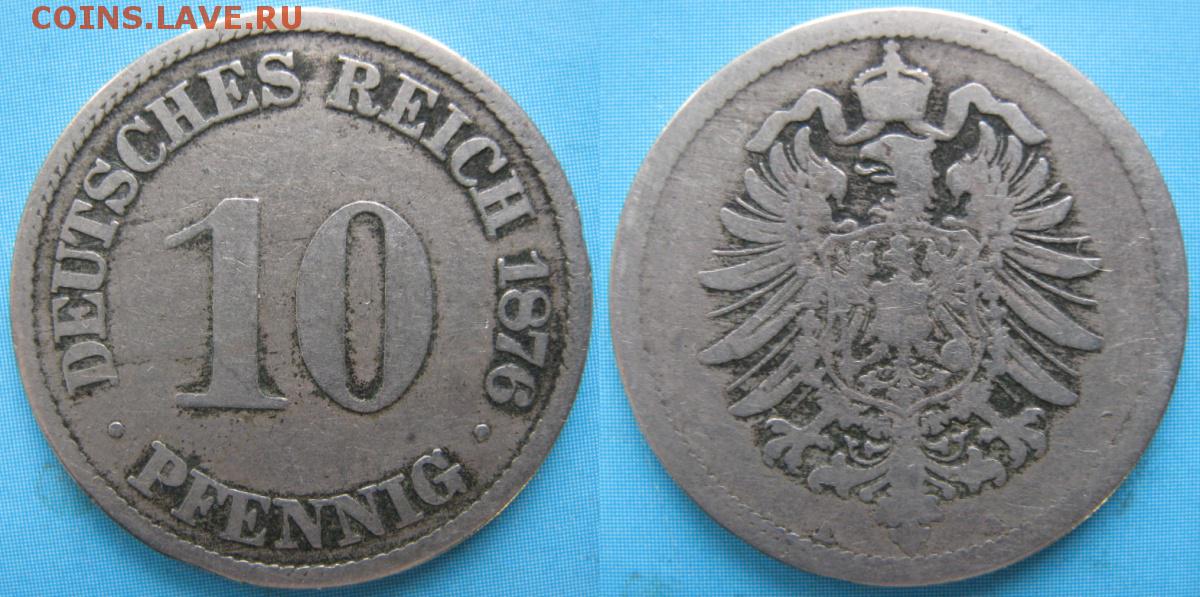 COINS.LAVE.RU
DEUTSCHES REICH 1876
10
· PFENNIG ·